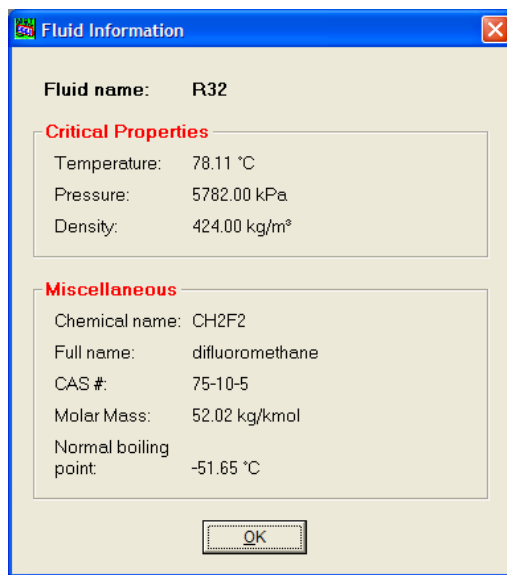 Fluid Information
Fluid name: R32
Critical Properties
Temperature: 78.11 °C
Pressure: 5782.00 kPa
Density: 424.00 kg/m³
Miscellaneous
Chemical name: CH2F2
Full name: difluoromethane
CAS #: 75-10-5
Molar Mass: 52.02 kg/kmol
Normal boiling
point: -51.65 °C
OK